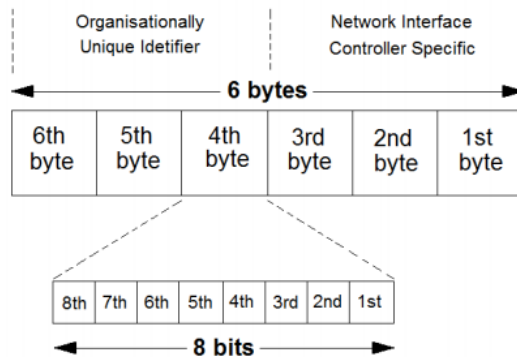 Organisationally
Unique Idetifier
Network Interface
Controller Specific
6 bytes
6th
byte
5th
byte
4th
byte
3rd
byte
2nd
byte
1st
byte
8th 7th 6th 5th 4th 3rd 2nd 1st
8 bits